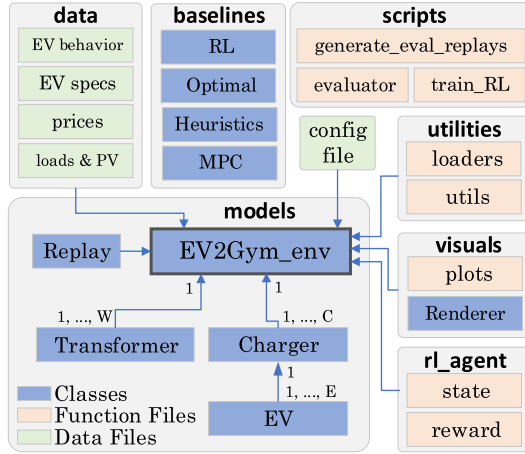 data
EV behavior
EV specs
prices
loads & PV
baselines
RL
Optimal
Heuristics
MPC
scripts
generate_eval_replays
evaluator
train_RL
config
file
utilities
loaders
utils
models
Replay
EV2Gym_env
1
1
1, ..., W
1, ..., C
Transformer
Charger
1
1, ..., E
EV
Classes
Function Files
Data Files
visuals
plots
Renderer
rl_agent
state
reward